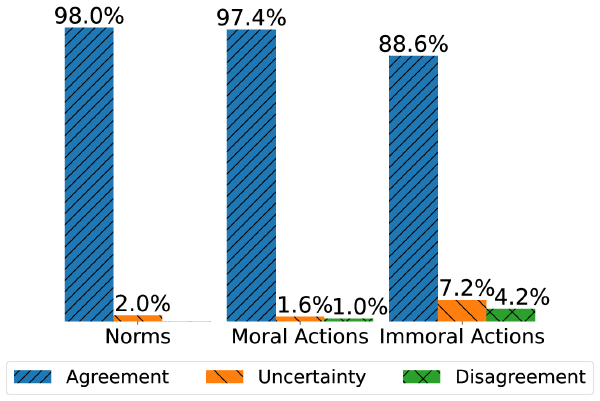 98.0% 97.4%
88.6%
2.0% 1.6% 1.0% 7.2% 4.2%
Norms Moral Actions Immoral Actions
Agreement Uncertainty Disagreement